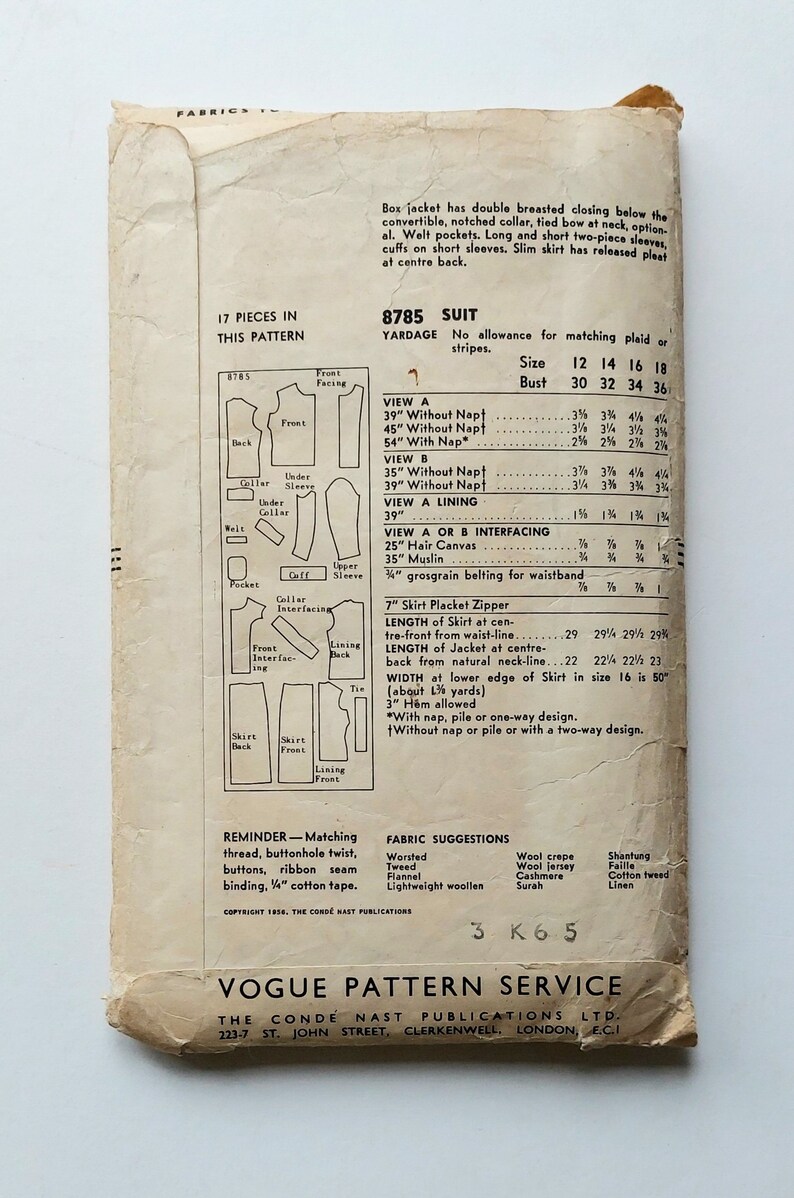 FABRICS
Box jacket has double breasted closing below the
convertible, notched collar, tied bow at neck, option-
al. Welt pockets. Long and short two-piece sleeves,
cuffs on short sleeves. Slim skirt has released pleat
at centre back.
17 PIECES IN
THIS PATTERN
8785 SUIT
YARDAGE No allowance for matching plaid or
stripes.
Size 12 14 16 18
Bust 30 32 34 36
VIEW A
39" Without Nap† ............3⅝ 3¾ 4⅛ 4¼
45" Without Nap† ............3⅛ 3¼ 3½ 3⅝
54" With Nap* ..............2⅝ 2⅝ 2⅞ 2⅞
VIEW B
35" Without Nap† ............3⅞ 3⅞ 4⅛ 4¼
39" Without Nap† ............3¼ 3⅜ 3¾ 3¾
VIEW A LINING
39" ........................1⅝ 1¾ 1¾ 1¾
VIEW A OR B INTERFACING
25" Hair Canvas .............⅞ ⅞ ⅞ 1
35" Muslin ..................¾ ¾ ¾ ¾
¾" grosgrain belting for waistband
⅞ ⅞ ⅞ 1
7" Skirt Placket Zipper
LENGTH of Skirt at cen-
tre-front from waist-line........29 29¼ 29½ 29¾
LENGTH of Jacket at centre-
back from natural neck-line...22 22¼ 22½ 23
WIDTH at lower edge of Skirt in size 16 is 50"
(about 1⅜ yards)
3" Hem allowed
*With nap, pile or one-way design.
†Without nap or pile or with a two-way design.
8785
Front
Facing
Front
Back
Collar
Under
Sleeve
Under
Collar
Welt
Upper
Sleeve
Cuff
Pocket
Collar
Interfacing
Front
Interfac-
ing
Lining
Back
Tie
Skirt
Back
Skirt
Front
Lining
Front
REMINDER — Matching
thread, buttonhole twist,
buttons, ribbon seam
binding, ¼" cotton tape.
FABRIC SUGGESTIONS
Worsted Wool crepe Shantung
Tweed Wool jersey Faille
Flannel Cashmere Cotton tweed
Lightweight woollen Surah Linen
COPYRIGHT 1956, THE CONDÉ NAST PUBLICATIONS
3 K65
VOGUE PATTERN SERVICE
THE CONDÉ NAST PUBLICATIONS LTD.
223-7 ST. JOHN STREET, CLERKENWELL, LONDON, E.C.1